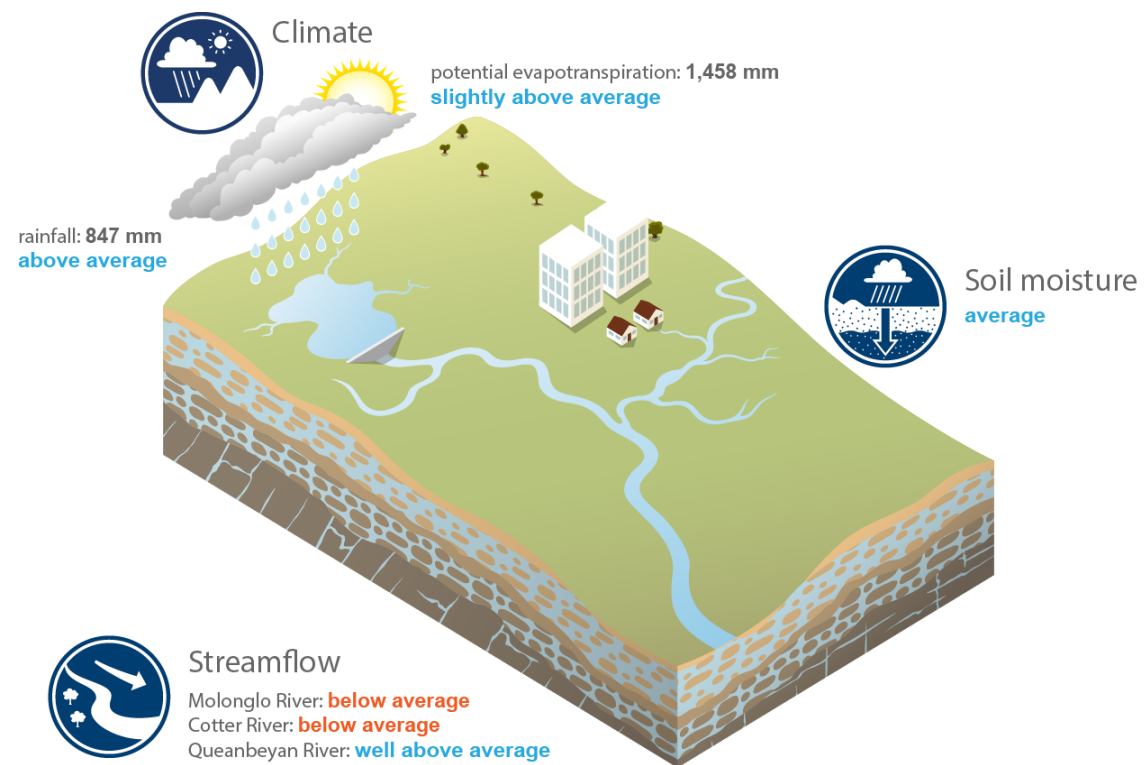 Climate
potential evapotranspiration: 1,458 mm
slightly above average
rainfall: 847 mm
above average
Soil moisture
average
Streamflow
Molonglo River: below average
Cotter River: below average
Queanbeyan River: well above average